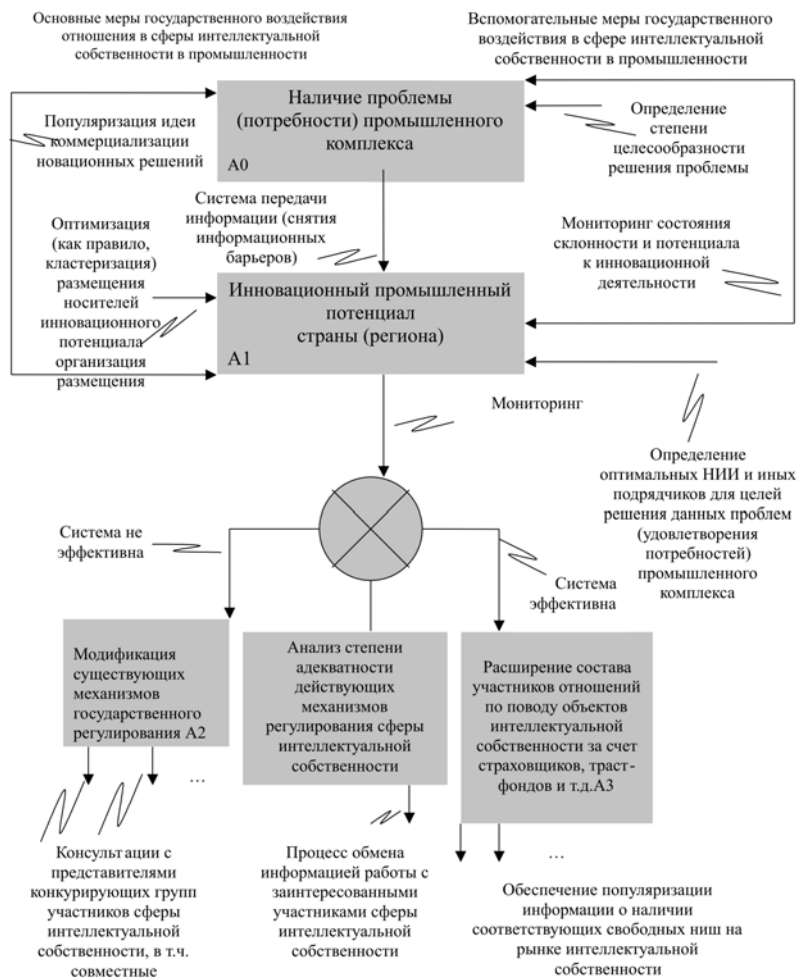 Основные меры государственного воздействия
отношения в сферы интеллектуальной
собственности в промышленности
Вспомогательные меры государственного
воздействия в сфере интеллектуальной
собственности в промышленности
Наличие проблемы
(потребности) промышленного
комплекса
А0
Популяризация идеи
коммерциализации
новационных решений
Определение
степени
целесообразности
решения проблемы
Система передачи
информации (снятия
информационных
барьеров)
Оптимизация
(как правило,
кластеризация)
размещения
носителей
инновационного
потенциала
организация
размещения
Мониторинг состояния
склонности и потенциала
к инновационной
деятельности
Инновационный промышленный
потенциал
страны (региона)
А1
Мониторинг
Определение
оптимальных НИИ и иных
подрядчиков для целей
решения данных проблем
(удовлетворения
потребностей)
промышленного
комплекса
Система не
эффективна
Система
эффективна
Модификация
существующих
механизмов
государственного
регулирования А2
Анализ степени
адекватности
действующих
механизмов
регулирования сферы
интеллектуальной
собственности
Расширение состава
участников отношений
по поводу объектов
интеллектуальной
собственности за счет
страховщиков, траст-
фондов и т.д.А3
...
...
Консультации с
представителями
конкурирующих групп
участников сферы
интеллектуальной
собственности, в т.ч.
совместные
Процесс обмена
информацией работы с
заинтересованными
участниками сферы
интеллектуальной
собственности
Обеспечение популяризации
информации о наличии
соответствующих свободных ниш на
рынке интеллектуальной
собственности